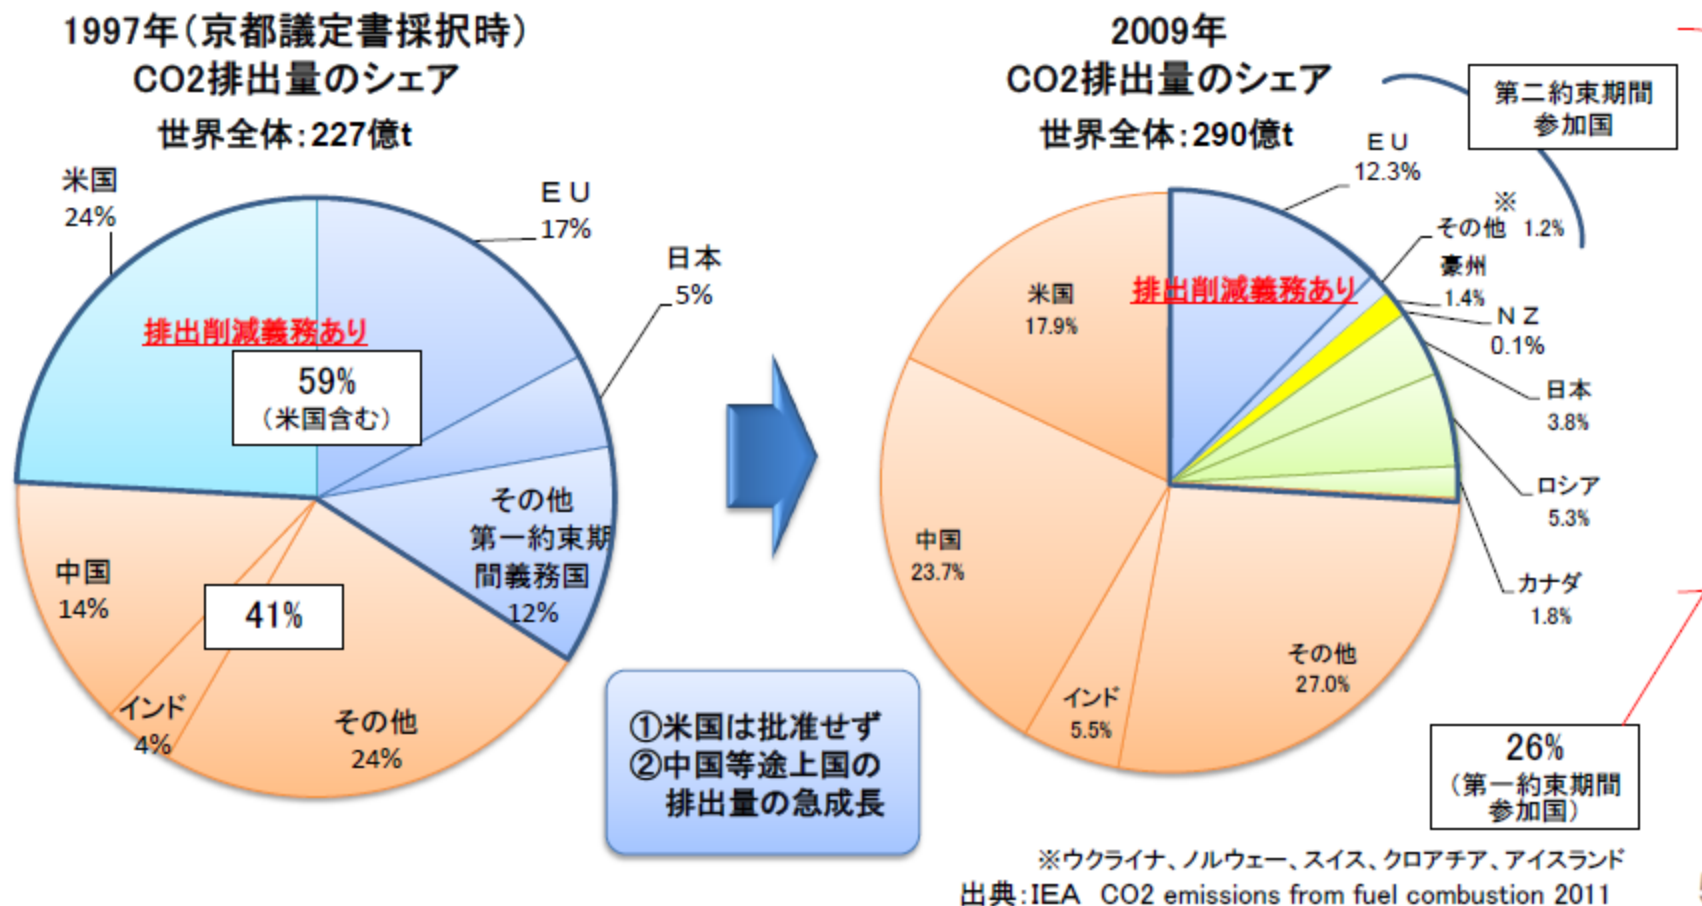 1997年(京都議定書採択時)
CO2排出量のシェア
世界全体:227億t
米国
24%
EU
17%
日本
5%
排出削減義務あり
59%
(米国含む)
その他
第一約束期
間義務国
12%
中国
14%
41%
インド
4%
その他
24%
①米国は批准せず
②中国等途上国の
排出量の急成長
2009年
CO2排出量のシェア
世界全体:290億t
第二約束期間
参加国
EU
12.3%
※
その他 1.2%
豪州
1.4%
NZ
0.1%
日本
3.8%
ロシア
5.3%
カナダ
1.8%
排出削減義務あり
米国
17.9%
中国
23.7%
インド
5.5%
その他
27.0%
26%
(第一約束期間
参加国)
※ウクライナ、ノルウェー、スイス、クロアチア、アイスランド
出典:IEA CO2 emissions from fuel combustion 2011